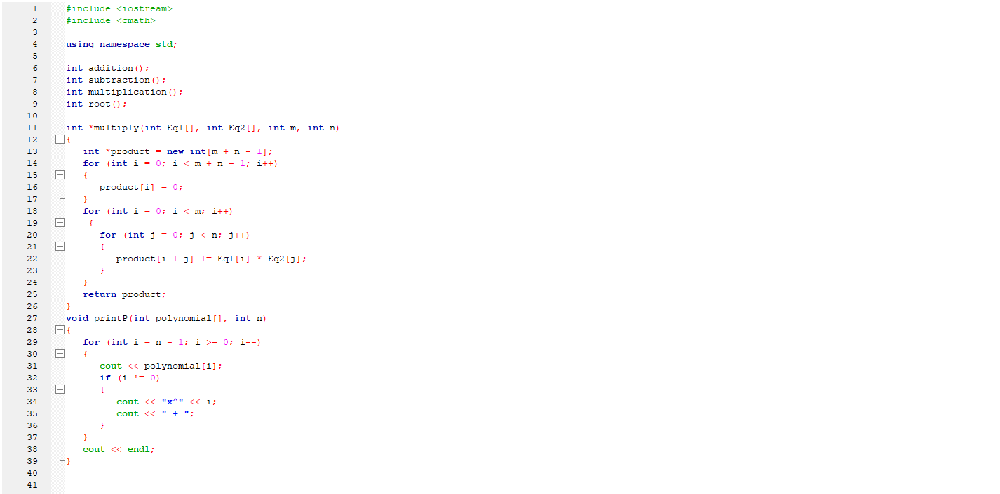 1 #include <iostream>
2 #include <cmath>
3
4 using namespace std;
5
6 int addition();
7 int subtraction();
8 int multiplication();
9 int root();
10
11 int *multiply(int Eq1[], int Eq2[], int m, int n)
12 {
13 int *product = new int[m + n - 1];
14 for (int i = 0; i < m + n - 1; i++)
15 {
16 product[i] = 0;
17 }
18 for (int i = 0; i < m; i++)
19 {
20 for (int j = 0; j < n; j++)
21 {
22 product[i + j] += Eq1[i] * Eq2[j];
23 }
24 }
25 return product;
26 }
27 void printP(int polynomial[], int n)
28 {
29 for (int i = n - 1; i >= 0; i--)
30 {
31 cout << polynomial[i];
32 if (i != 0)
33 {
34 cout << "x^" << i;
35 cout << " + ";
36 }
37 }
38 cout << endl;
39 }
40
41